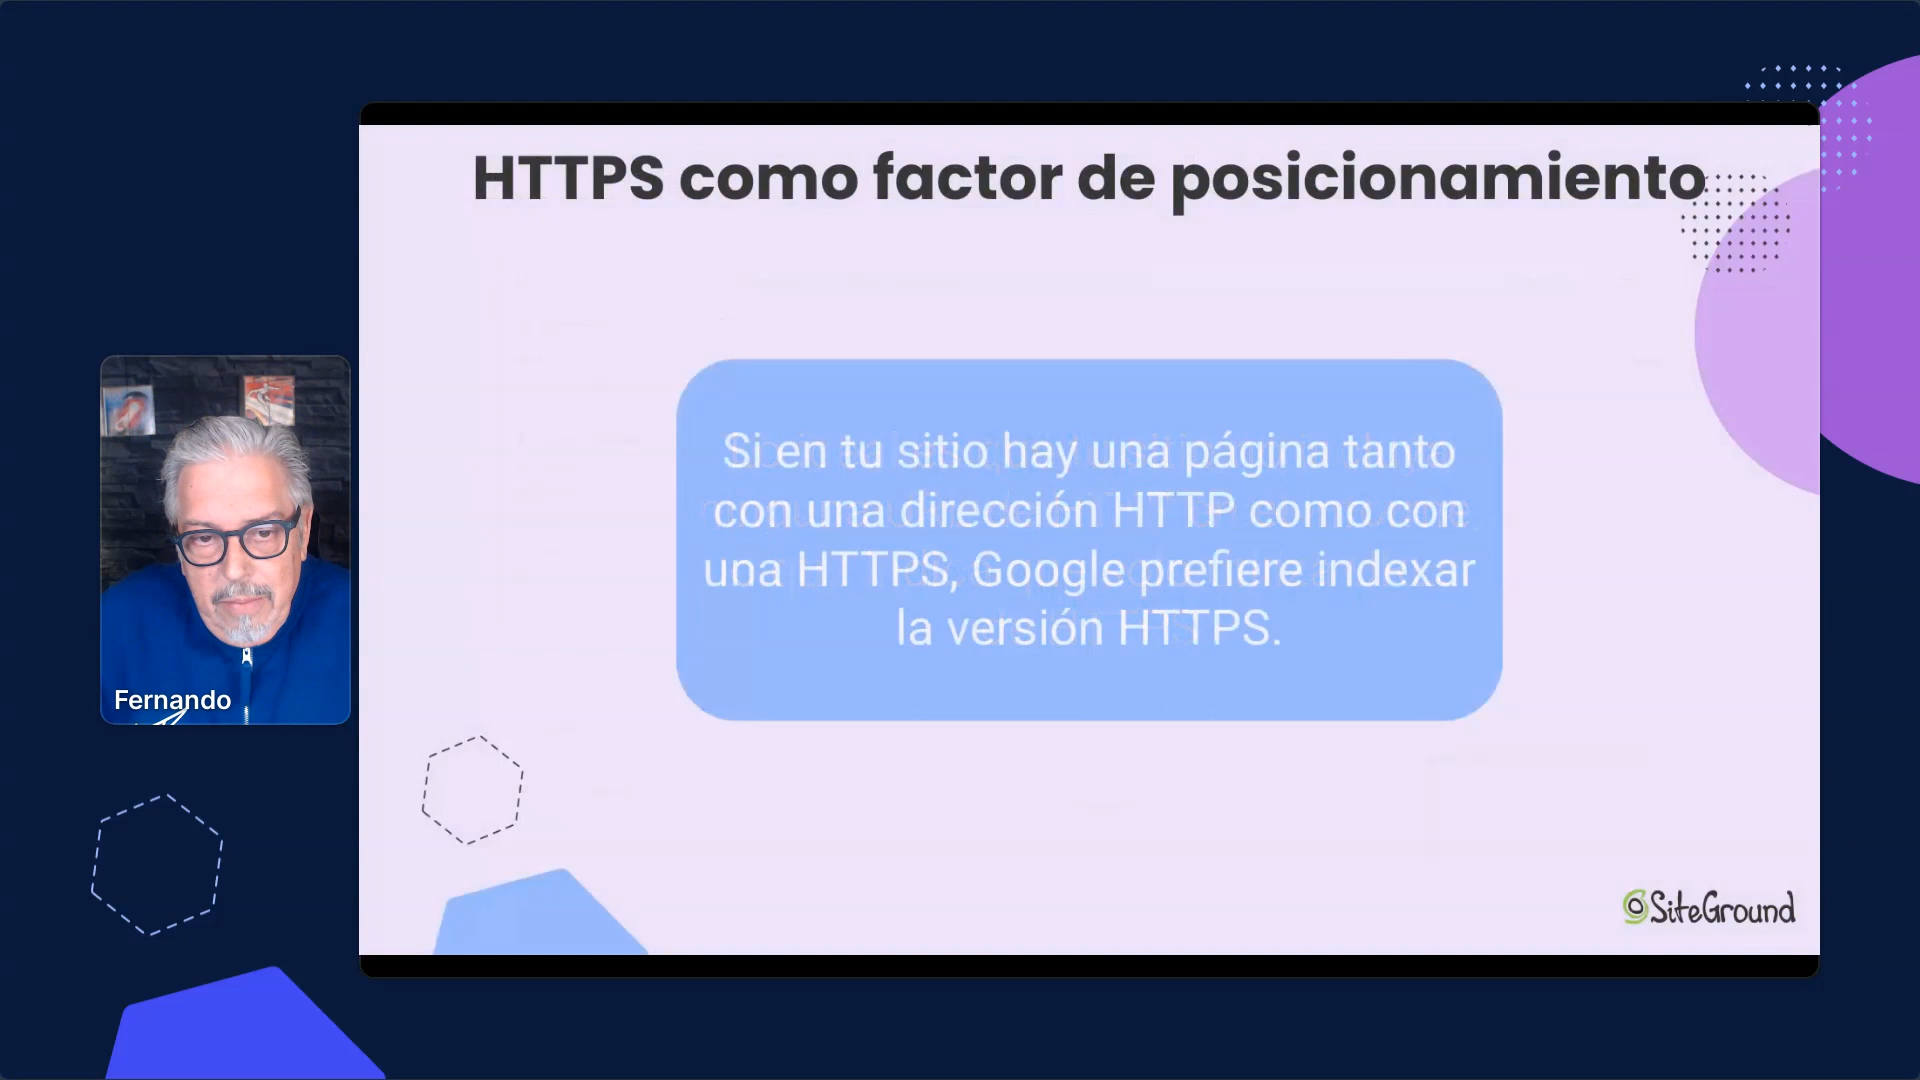 HTTPS como factor de posicionamiento
Si en tu sitio hay una página tanto
con una dirección HTTP como con
una HTTPS, Google prefiere indexar
la versión HTTPS.
Fernando
SiteGround